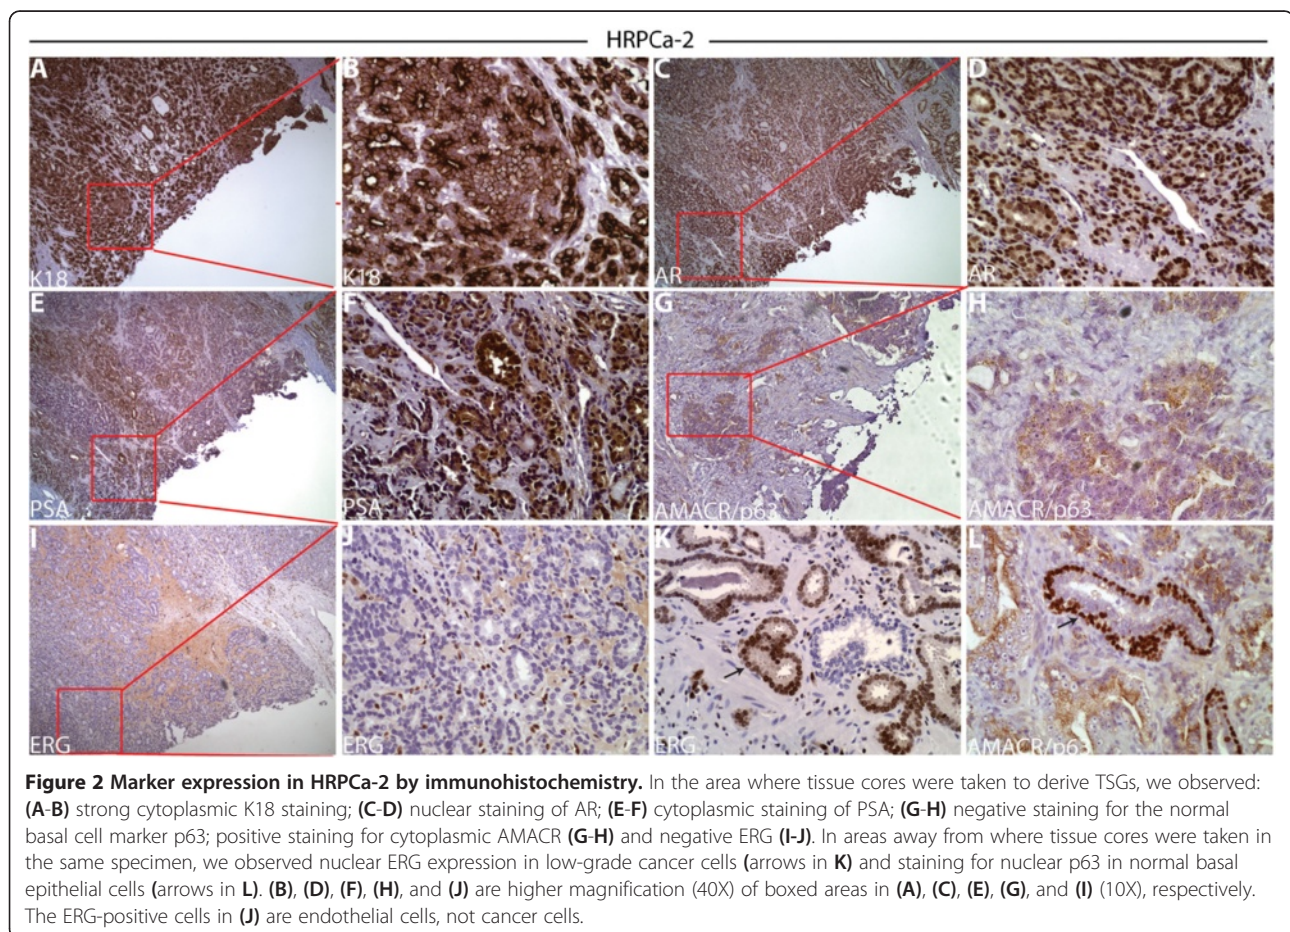 HRPCa-2
A B C D
K18 K18 AR AR
E F G H
PSA PSA AMACR/p63 AMACR/p63
I J K L
ERG ERG ERG AMACR/p63
Figure 2 Marker expression in HRPCa-2 by immunohistochemistry. In the area where tissue cores were taken to derive TSGs, we observed:
(A-B) strong cytoplasmic K18 staining; (C-D) nuclear staining of AR; (E-F) cytoplasmic staining of PSA; (G-H) negative staining for the normal
basal cell marker p63; positive staining for cytoplasmic AMACR (G-H) and negative ERG (I-J). In areas away from where tissue cores were taken in
the same specimen, we observed nuclear ERG expression in low-grade cancer cells (arrows in K) and staining for nuclear p63 in normal basal
epithelial cells (arrows in L). (B), (D), (F), (H), and (J) are higher magnification (40X) of boxed areas in (A), (C), (E), (G), and (I) (10X), respectively.
The ERG-positive cells in (J) are endothelial cells, not cancer cells.